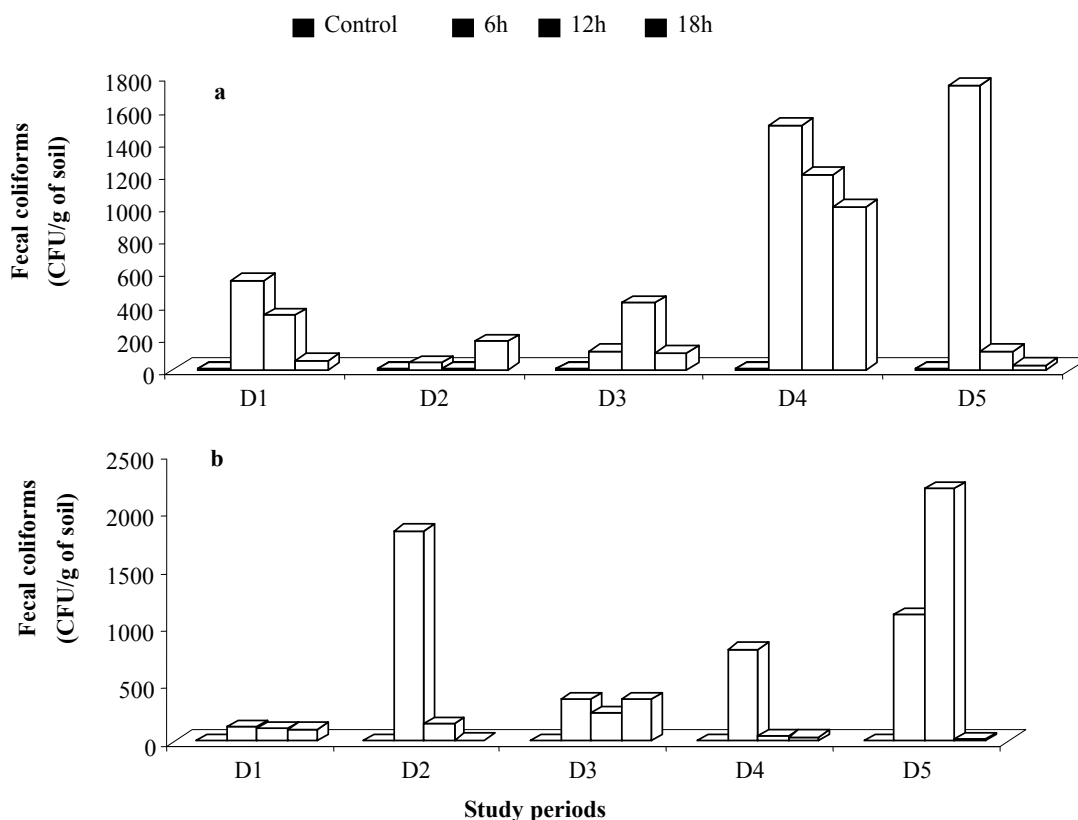 Control 6h 12h 18h
a
Fecal coliforms
(CFU/g of soil)
1800
1600
1400
1200
1000
800
600
400
200
0
D1 D2 D3 D4 D5
b
Fecal coliforms
(CFU/g of soil)
2500
2000
1500
1000
500
0
D1 D2 D3 D4 D5
Study periods